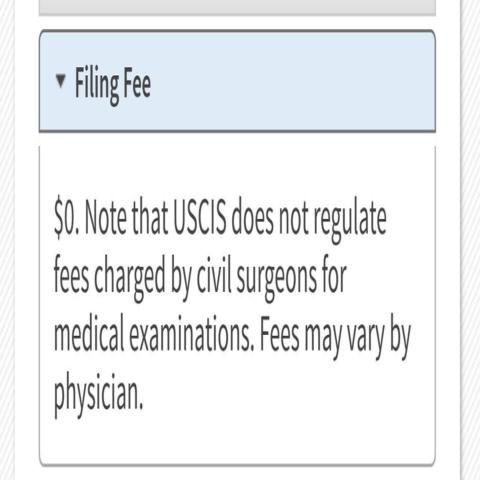 Filing Fee
$0. Note that USCIS does not regulate
fees charged by civil surgeons for
medical examinations. Fees may vary by
physician.